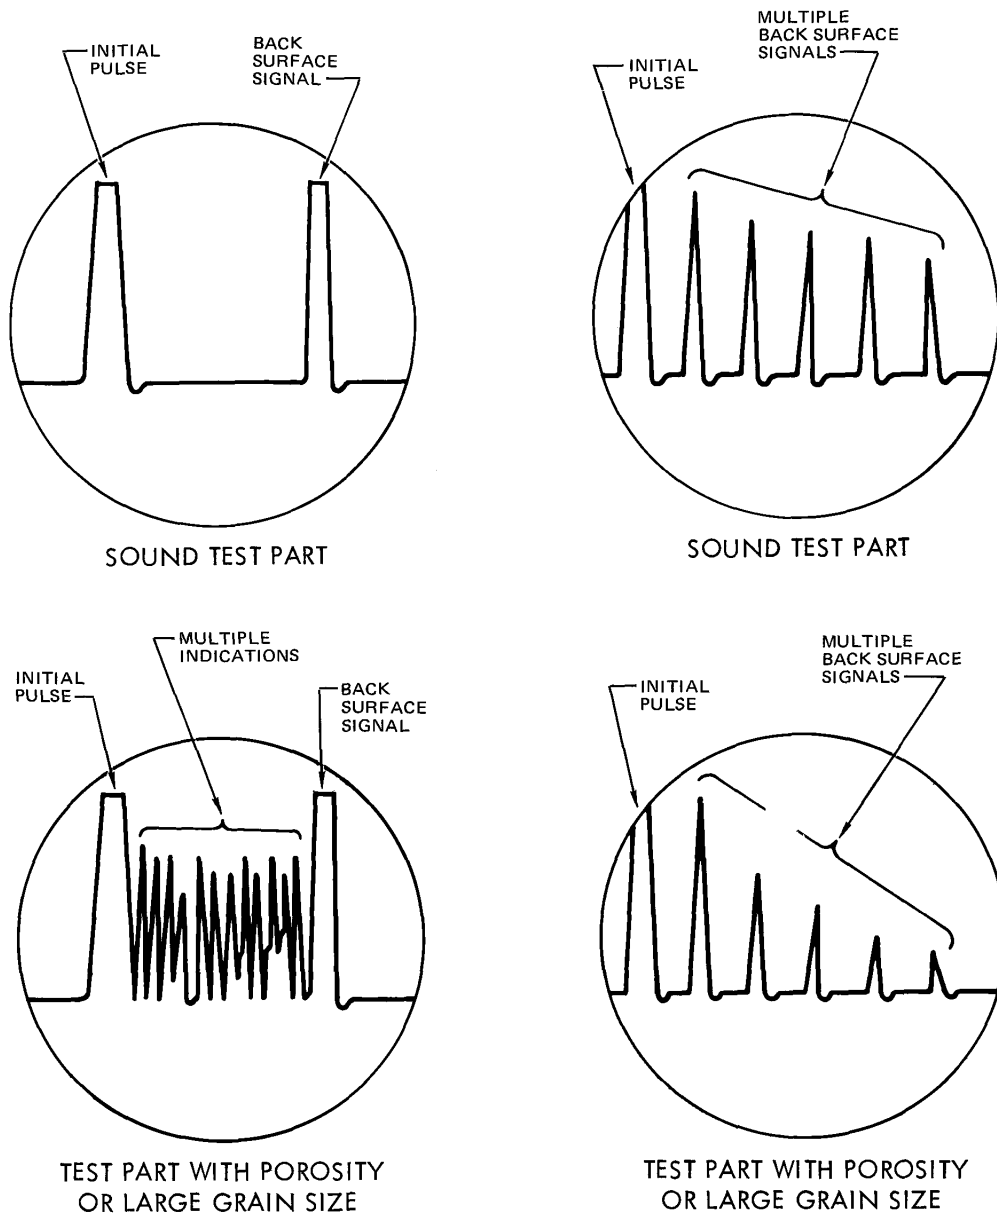 INITIAL
PULSE
BACK
SURFACE
SIGNAL
SOUND TEST PART
MULTIPLE
BACK SURFACE
SIGNALS
INITIAL
PULSE
SOUND TEST PART
MULTIPLE
INDICATIONS
INITIAL
PULSE
BACK
SURFACE
SIGNAL
TEST PART WITH POROSITY
OR LARGE GRAIN SIZE
MULTIPLE
BACK SURFACE
SIGNALS
INITIAL
PULSE
TEST PART WITH POROSITY
OR LARGE GRAIN SIZE